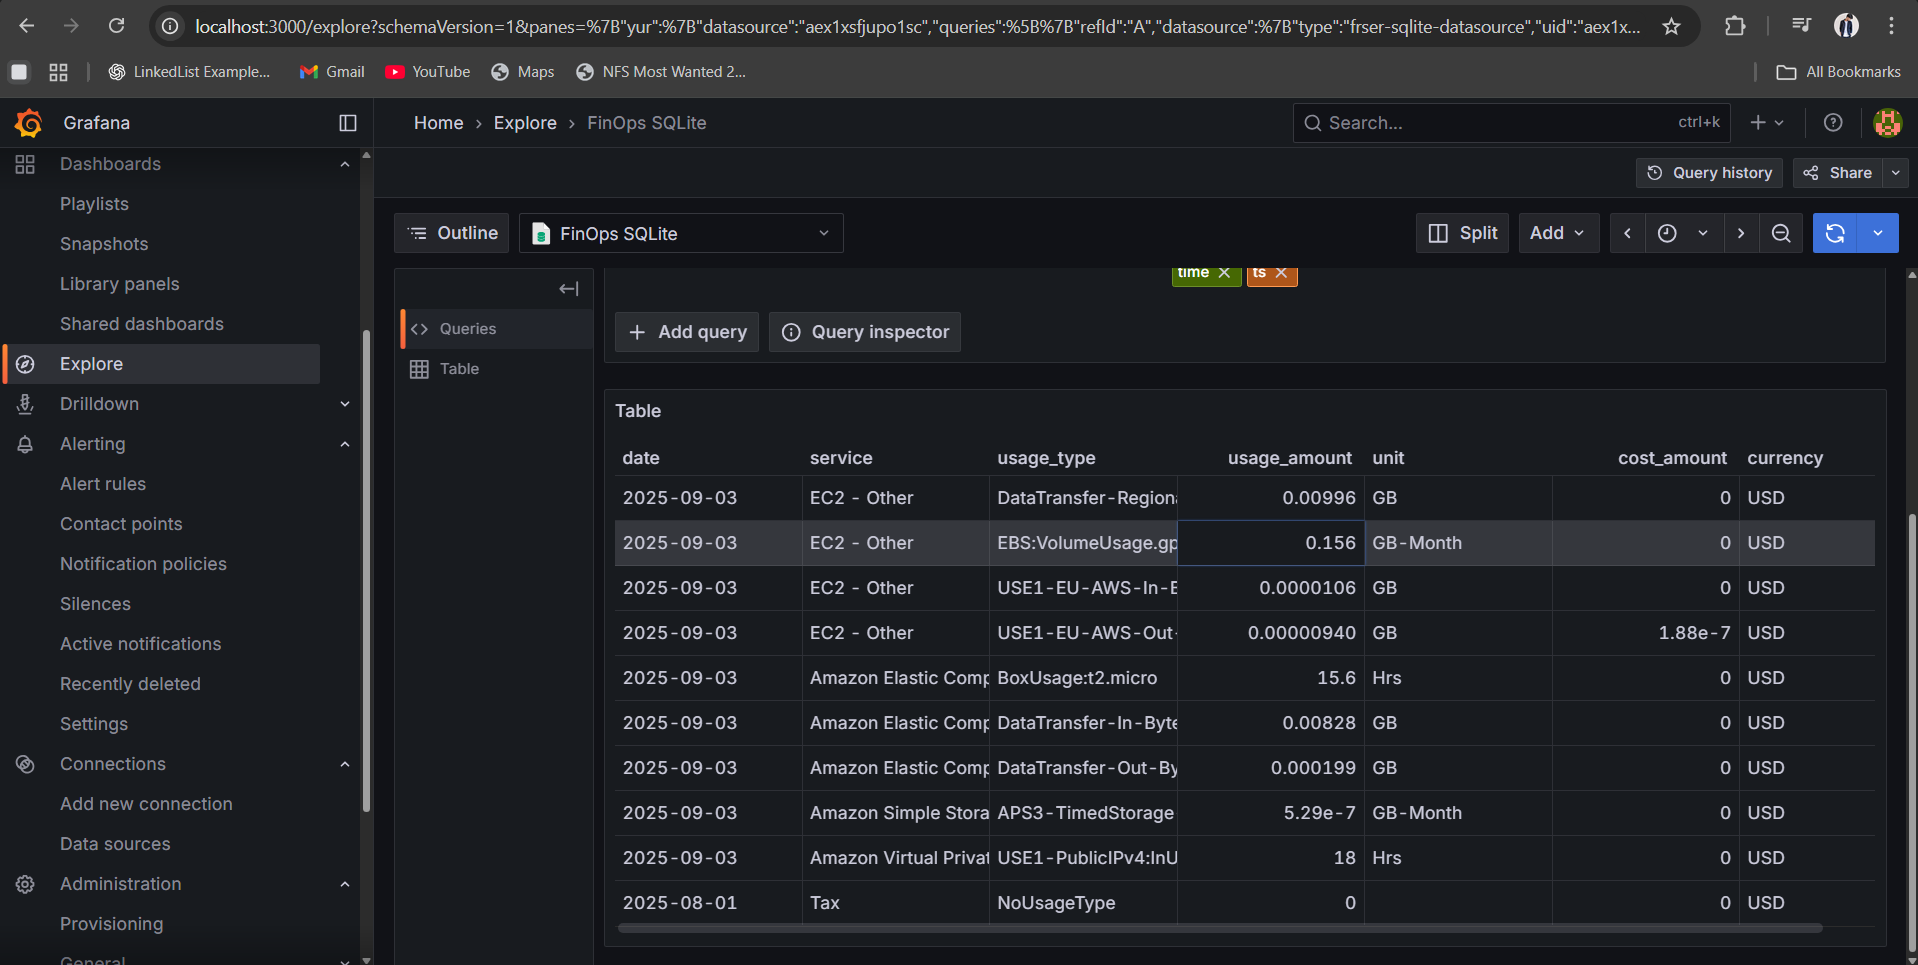 localhost:3000/explore?schemaVersion=1&panes=%7B"yur":%7B"datasource":"aex1xsfjupo1sc","queries":%5B%7B"refId":"A","datasource":%7B"type":"frser-sqlite-datasource","uid":"aex1x...
LinkedList Example...
Gmail
YouTube
Maps
NFS Most Wanted 2...
All Bookmarks
Grafana
Home › Explore › FinOps SQLite
Search...
ctrl+k
Dashboards
Playlists
Snapshots
Library panels
Shared dashboards
Explore
Drilldown
Alerting
Alert rules
Contact points
Notification policies
Silences
Active notifications
Recently deleted
Settings
Connections
Add new connection
Data sources
Administration
Provisioning
General
Query history
Share
Outline
FinOps SQLite
Split
Add
Queries
Table
time
ts
Add query
Query inspector
Table
date service usage_type usage_amount unit cost_amount currency
2025-09-03 EC2 - Other DataTransfer-Regiona 0.00996 GB 0 USD
2025-09-03 EC2 - Other EBS:VolumeUsage.gp 0.156 GB-Month 0 USD
2025-09-03 EC2 - Other USE1-EU-AWS-In-E 0.0000106 GB 0 USD
2025-09-03 EC2 - Other USE1-EU-AWS-Out- 0.00000940 GB 1.88e-7 USD
2025-09-03 Amazon Elastic Comp BoxUsage:t2.micro 15.6 Hrs 0 USD
2025-09-03 Amazon Elastic Comp DataTransfer-In-Byte 0.00828 GB 0 USD
2025-09-03 Amazon Elastic Comp DataTransfer-Out-By 0.000199 GB 0 USD
2025-09-03 Amazon Simple Stora APS3-TimedStorage 5.29e-7 GB-Month 0 USD
2025-09-03 Amazon Virtual Privat USE1-PublicIPv4:InU 18 Hrs 0 USD
2025-08-01 Tax NoUsageType 0 0 USD